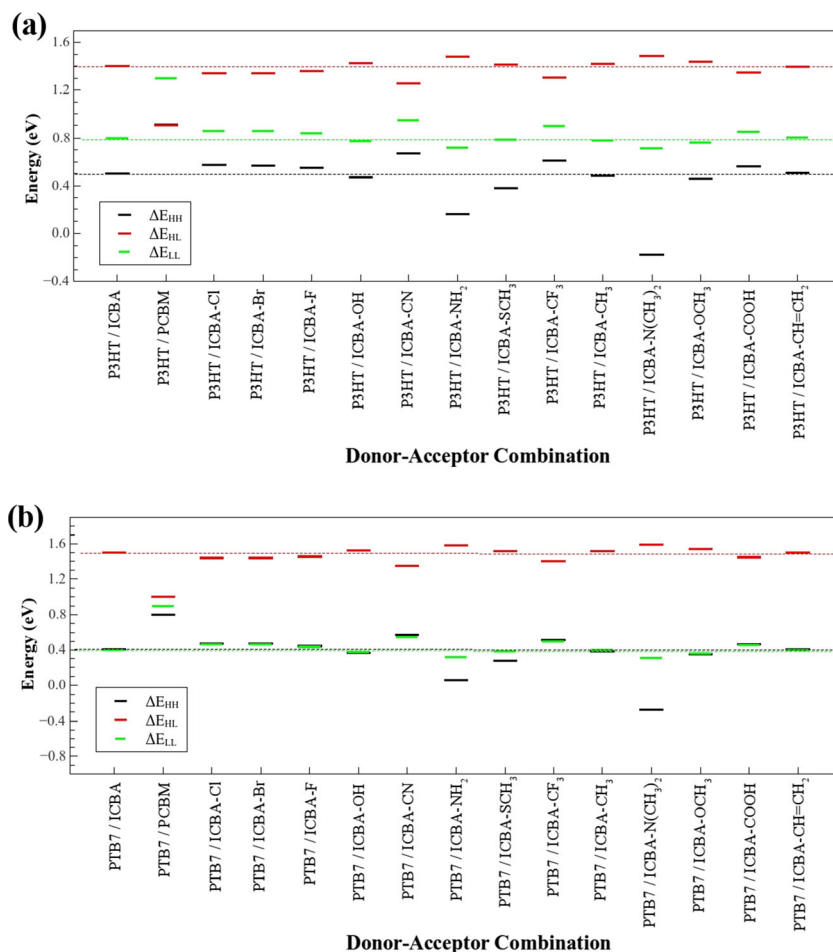 (a)
1.6
1.2
0.8
0.4
0.0
−0.4
Energy (eV)
ΔE_HH
ΔE_HL
ΔE_LL
P3HT / ICBA
P3HT / PCBM
P3HT / ICBA-Cl
P3HT / ICBA-Br
P3HT / ICBA-F
P3HT / ICBA-OH
P3HT / ICBA-CN
P3HT / ICBA-NH₂
P3HT / ICBA-SCH₃
P3HT / ICBA-CF₃
P3HT / ICBA-CH₃
P3HT / ICBA-N(CH₃)₂
P3HT / ICBA-OCH₃
P3HT / ICBA-COOH
P3HT / ICBA-CH=CH₂
Donor-Acceptor Combination
(b)
1.6
1.2
0.8
0.4
0.0
−0.4
−0.8
Energy (eV)
ΔE_HH
ΔE_HL
ΔE_LL
PTB7 / ICBA
PTB7 / PCBM
PTB7 / ICBA-Cl
PTB7 / ICBA-Br
PTB7 / ICBA-F
PTB7 / ICBA-OH
PTB7 / ICBA-CN
PTB7 / ICBA-NH₂
PTB7 / ICBA-SCH₃
PTB7 / ICBA-CF₃
PTB7 / ICBA-CH₃
PTB7 / ICBA-N(CH₃)₂
PTB7 / ICBA-OCH₃
PTB7 / ICBA-COOH
PTB7 / ICBA-CH=CH₂
Donor-Acceptor Combination